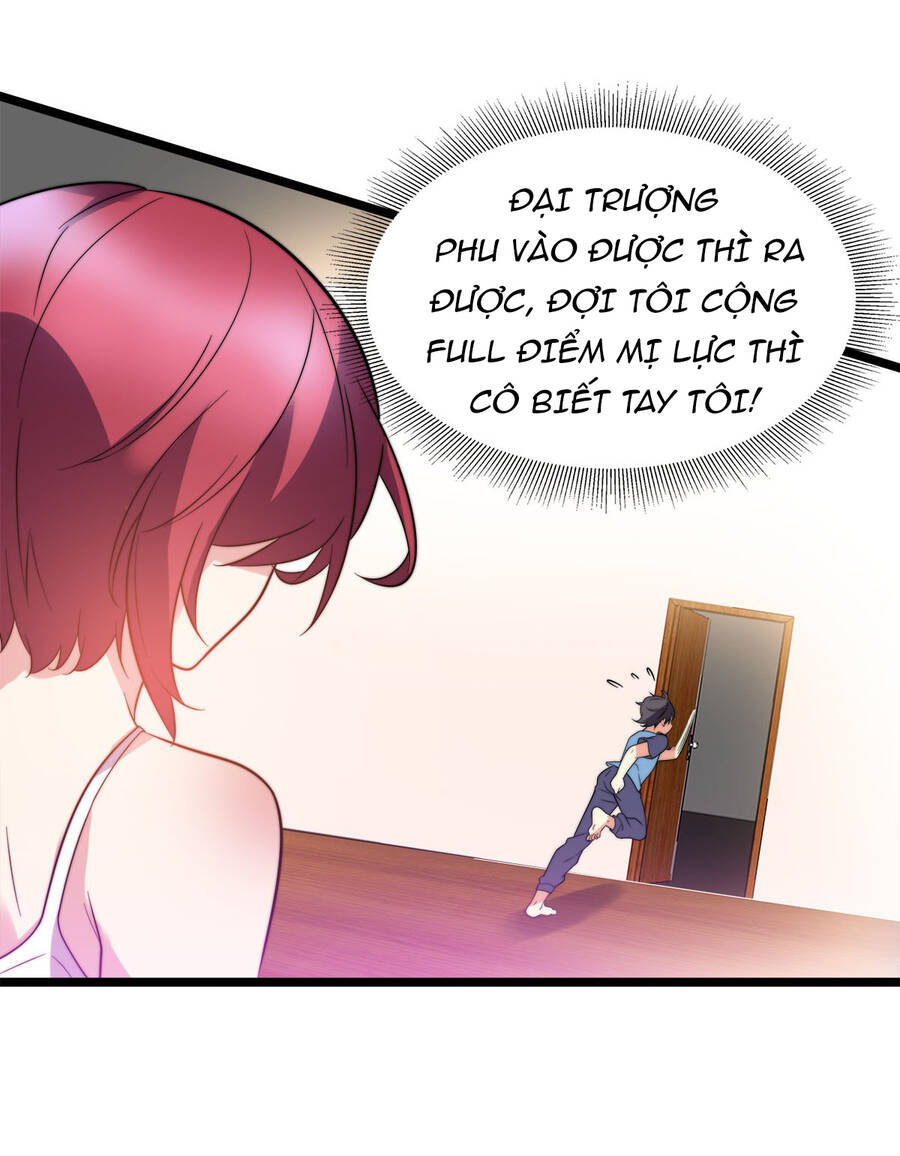 ĐẠI TRƯỢNG
PHU VÀO ĐƯỢC THÌ RA
ĐƯỢC, ĐỢI TÔI CỘNG
FULL ĐIỂM MỊ LỰC THÌ
CÔ BIẾT TAY TÔI!